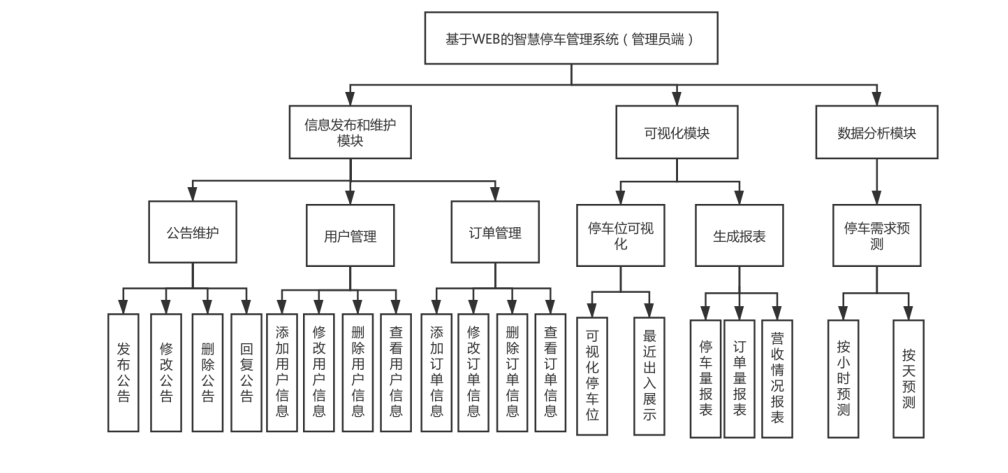 基于WEB的智慧停车管理系统（管理员端）
信息发布和维护
模块
可视化模块
数据分析模块
公告维护
用户管理
订单管理
停车位可视
化
生成报表
停车需求预
测
发布公告
修改公告
删除公告
回复公告
添加用户信息
修改用户信息
删除用户信息
查看用户信息
添加订单信息
修改订单信息
删除订单信息
查看订单信息
可视化停车位
最近出入展示
停车量报表
订单量报表
营收情况报表
按小时预测
按天预测